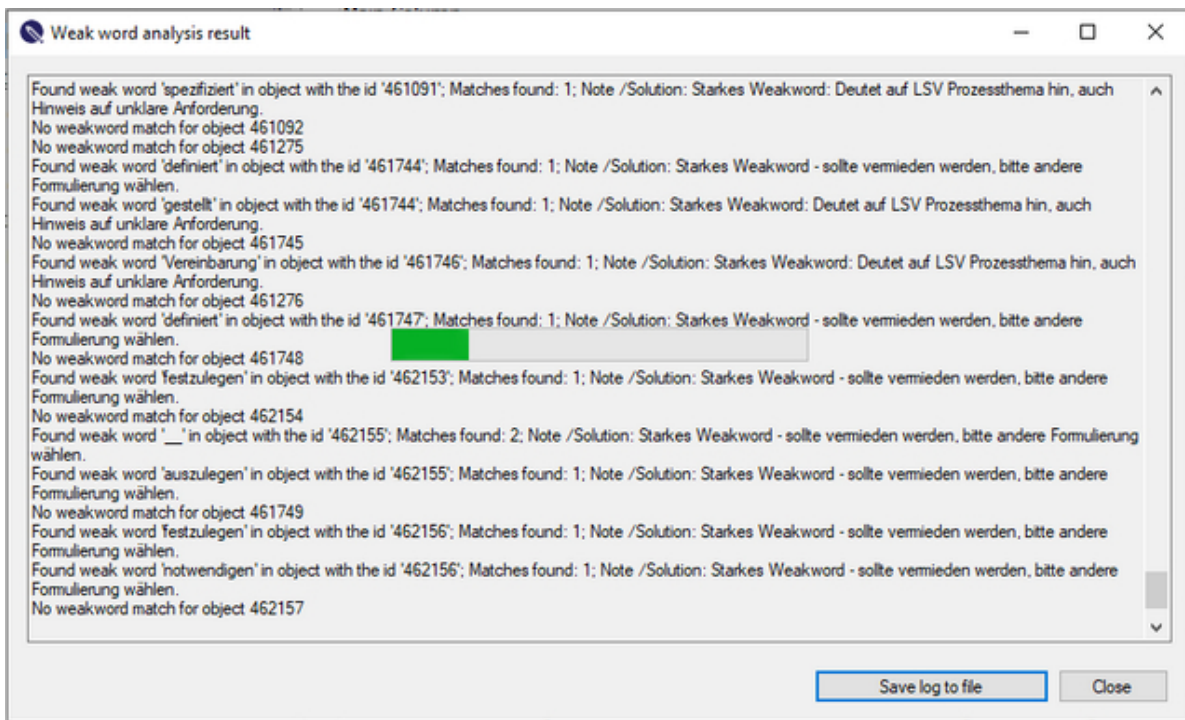 Weak word analysis result
Found weak word 'spezifiziert' in object with the id '461091'; Matches found: 1; Note /Solution: Starkes Weakword: Deutet auf LSV Prozessthema hin, auch
Hinweis auf unklare Anforderung.
No weakword match for object 461092
No weakword match for object 461275
Found weak word 'definiert' in object with the id '461744'; Matches found: 1; Note /Solution: Starkes Weakword - sollte vermieden werden, bitte andere
Formulierung wählen.
Found weak word 'gestellt' in object with the id '461744'; Matches found: 1; Note /Solution: Starkes Weakword: Deutet auf LSV Prozessthema hin, auch
Hinweis auf unklare Anforderung.
No weakword match for object 461745
Found weak word 'Vereinbarung' in object with the id '461746'; Matches found: 1; Note /Solution: Starkes Weakword: Deutet auf LSV Prozessthema hin, auch
Hinweis auf unklare Anforderung.
No weakword match for object 461276
Found weak word 'definiert' in object with the id '461747'; Matches found: 1; Note /Solution: Starkes Weakword - sollte vermieden werden, bitte andere
Formulierung wählen.
No weakword match for object 461748
Found weak word 'festzulegen' in object with the id '462153'; Matches found: 1; Note /Solution: Starkes Weakword - sollte vermieden werden, bitte andere
Formulierung wählen.
No weakword match for object 462154
Found weak word '__' in object with the id '462155'; Matches found: 2; Note /Solution: Starkes Weakword - sollte vermieden werden, bitte andere Formulierung
wählen.
Found weak word 'auszulegen' in object with the id '462155'; Matches found: 1; Note /Solution: Starkes Weakword - sollte vermieden werden, bitte andere
Formulierung wählen.
No weakword match for object 461749
Found weak word 'festzulegen' in object with the id '462156'; Matches found: 1; Note /Solution: Starkes Weakword - sollte vermieden werden, bitte andere
Formulierung wählen.
Found weak word 'notwendigen' in object with the id '462156'; Matches found: 1; Note /Solution: Starkes Weakword - sollte vermieden werden, bitte andere
Formulierung wählen.
No weakword match for object 462157
Save log to file
Close